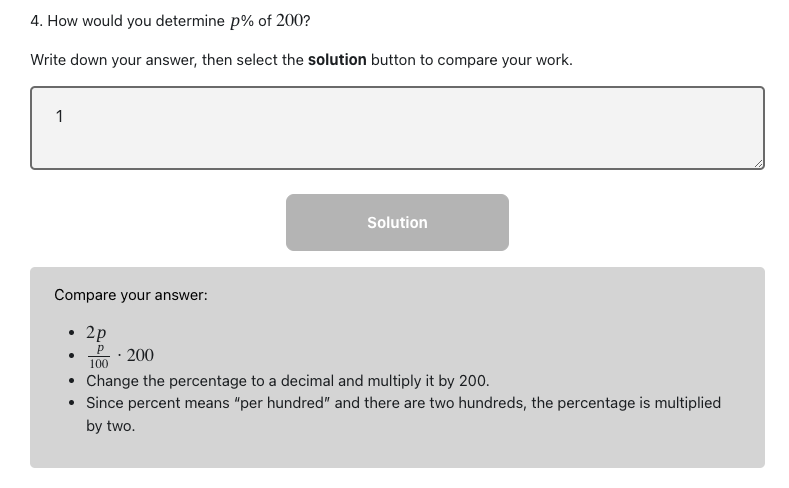 4. How would you determine p% of 200?
Write down your answer, then select the solution button to compare your work.
1
Solution
Compare your answer:
• 2p
• p/100 · 200
• Change the percentage to a decimal and multiply it by 200.
• Since percent means “per hundred” and there are two hundreds, the percentage is multiplied
by two.